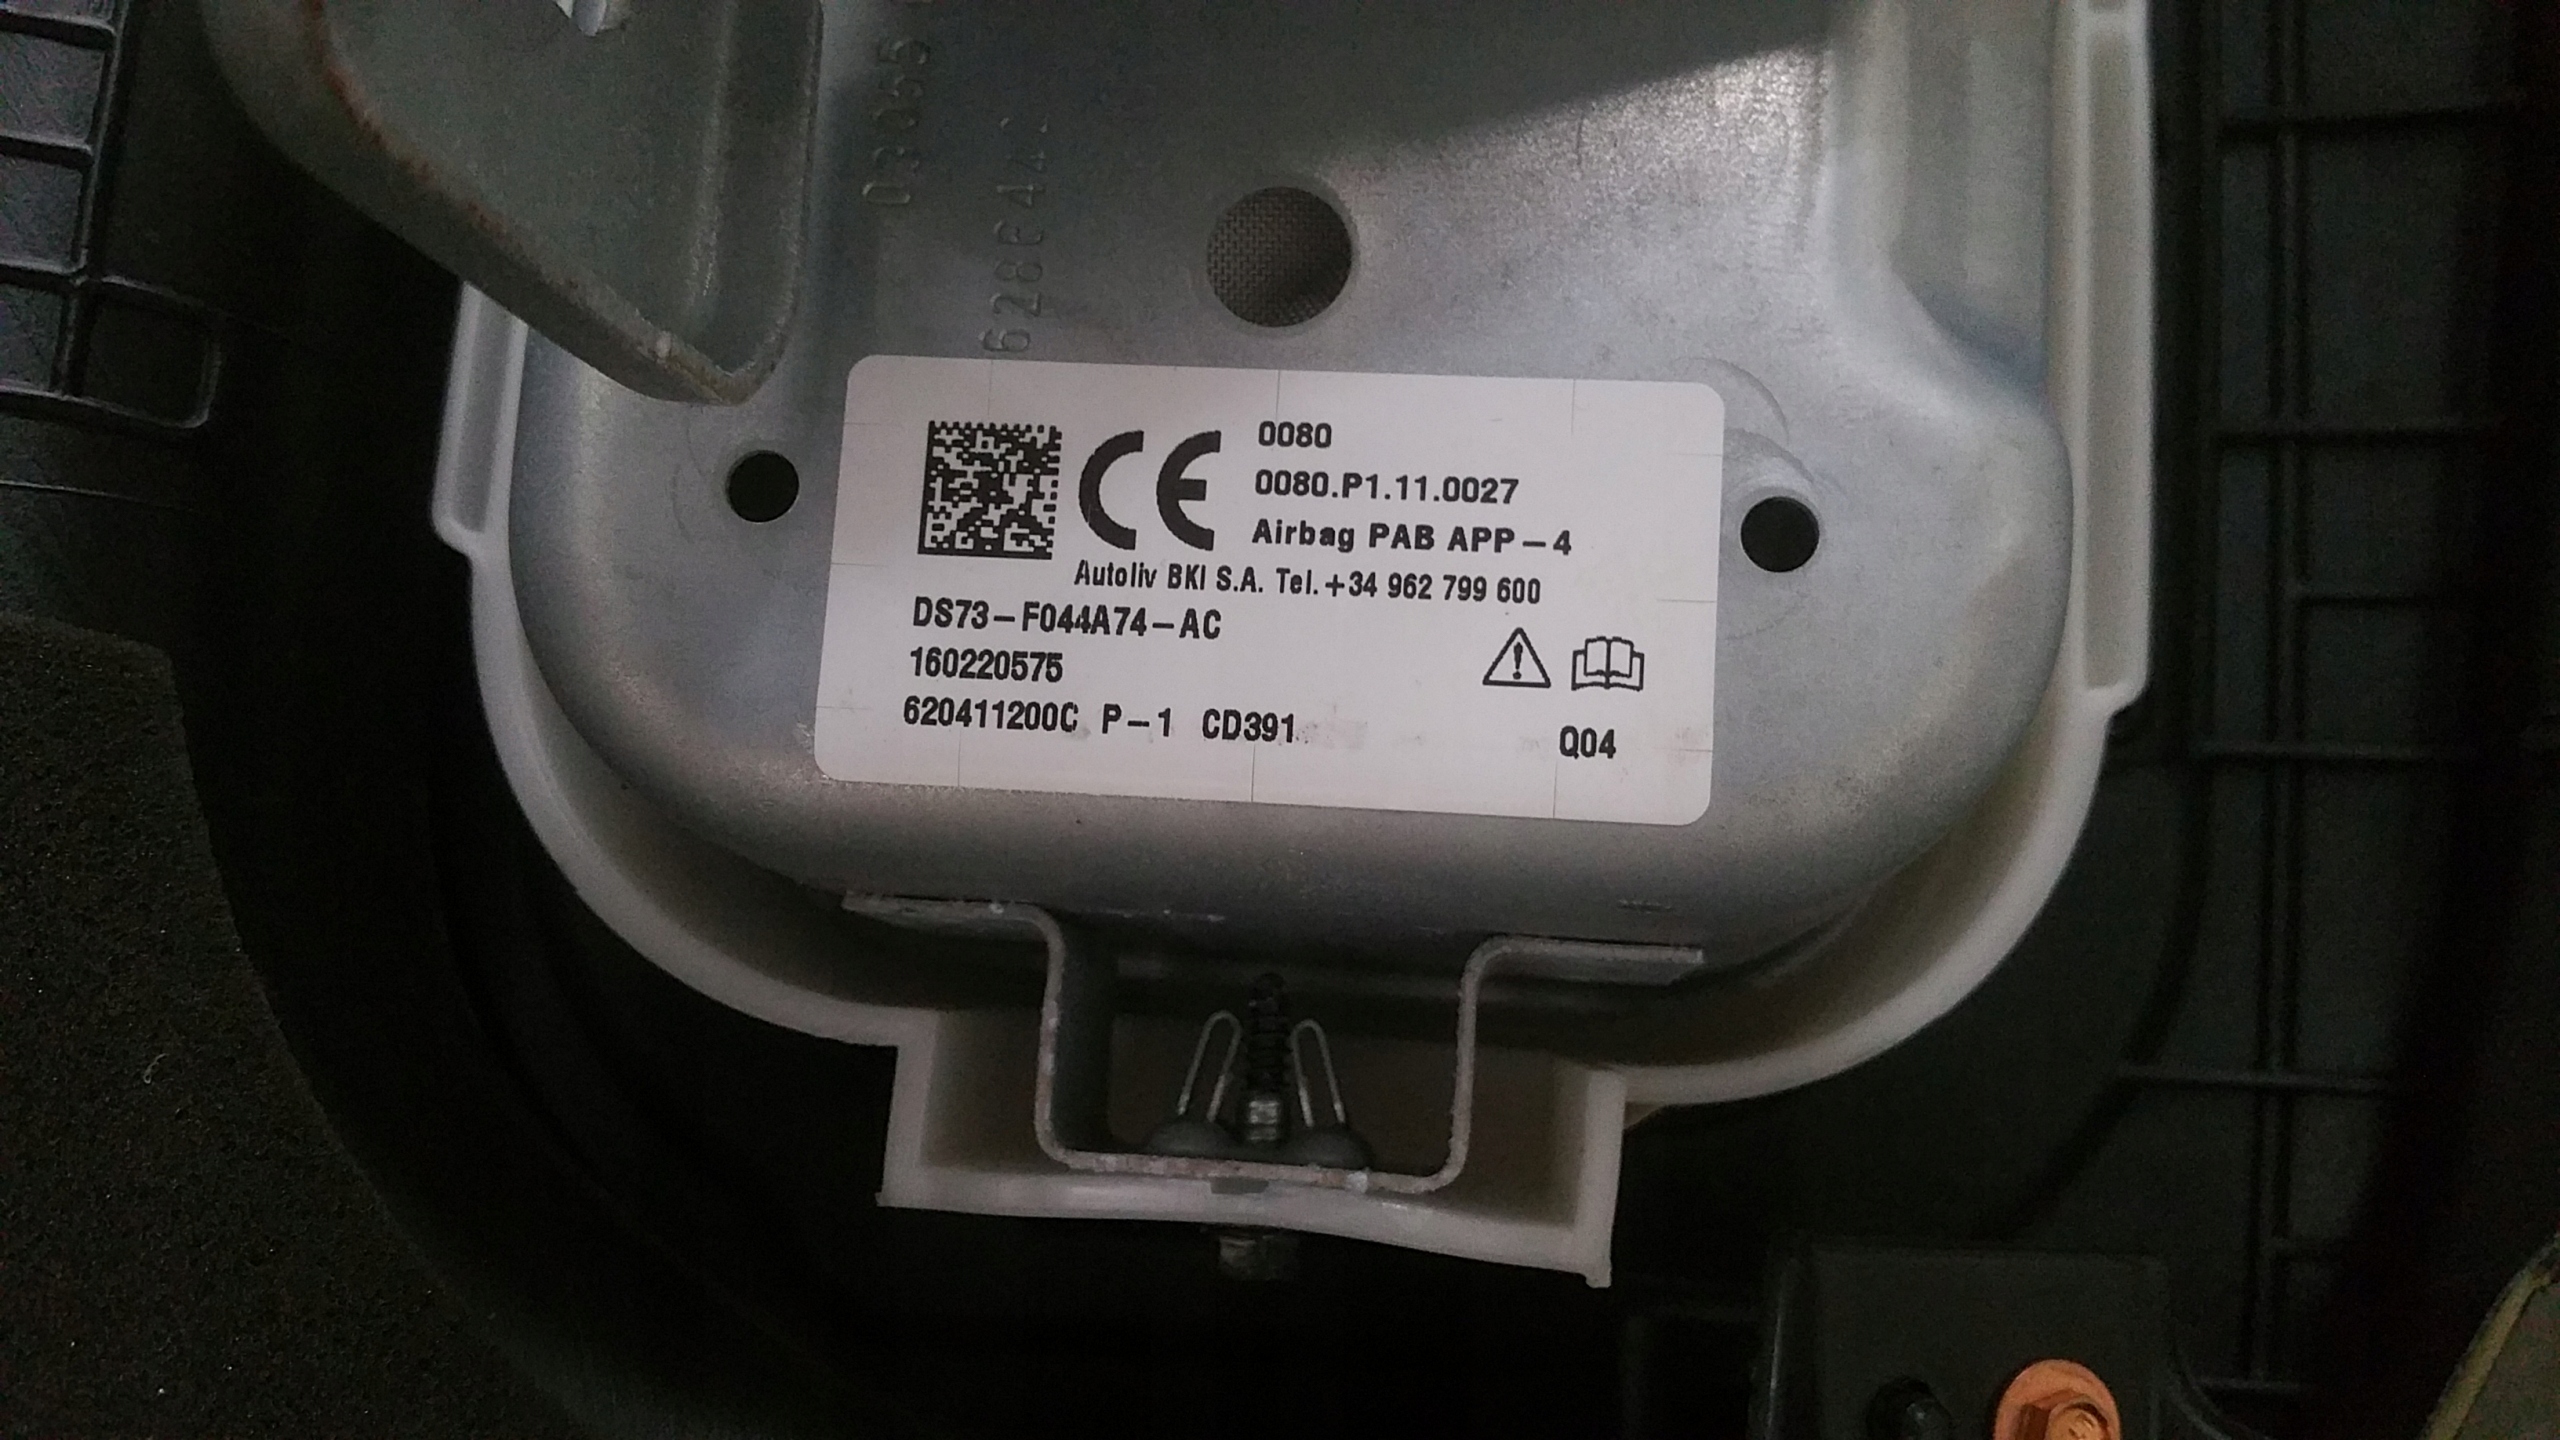 0080
0080.P1.11.0027
Airbag PAB APP-4
Autoliv BKI S.A. Tel.+34 962 799 600
DS73-F044A74-AC
160220575
620411200C P-1 CD391
Q04
CE